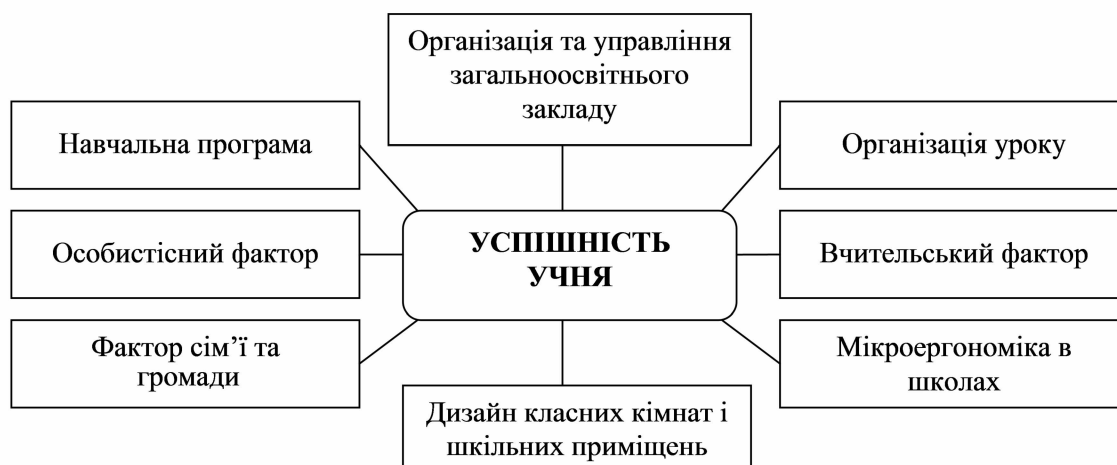 Організація та управління
загальноосвітнього
закладу
Навчальна програма
Організація уроку
Особистісний фактор
УСПІШНІСТЬ
УЧНЯ
Вчительський фактор
Фактор сім’ї та
громади
Мікроергономіка в
школах
Дизайн класних кімнат і
шкільних приміщень